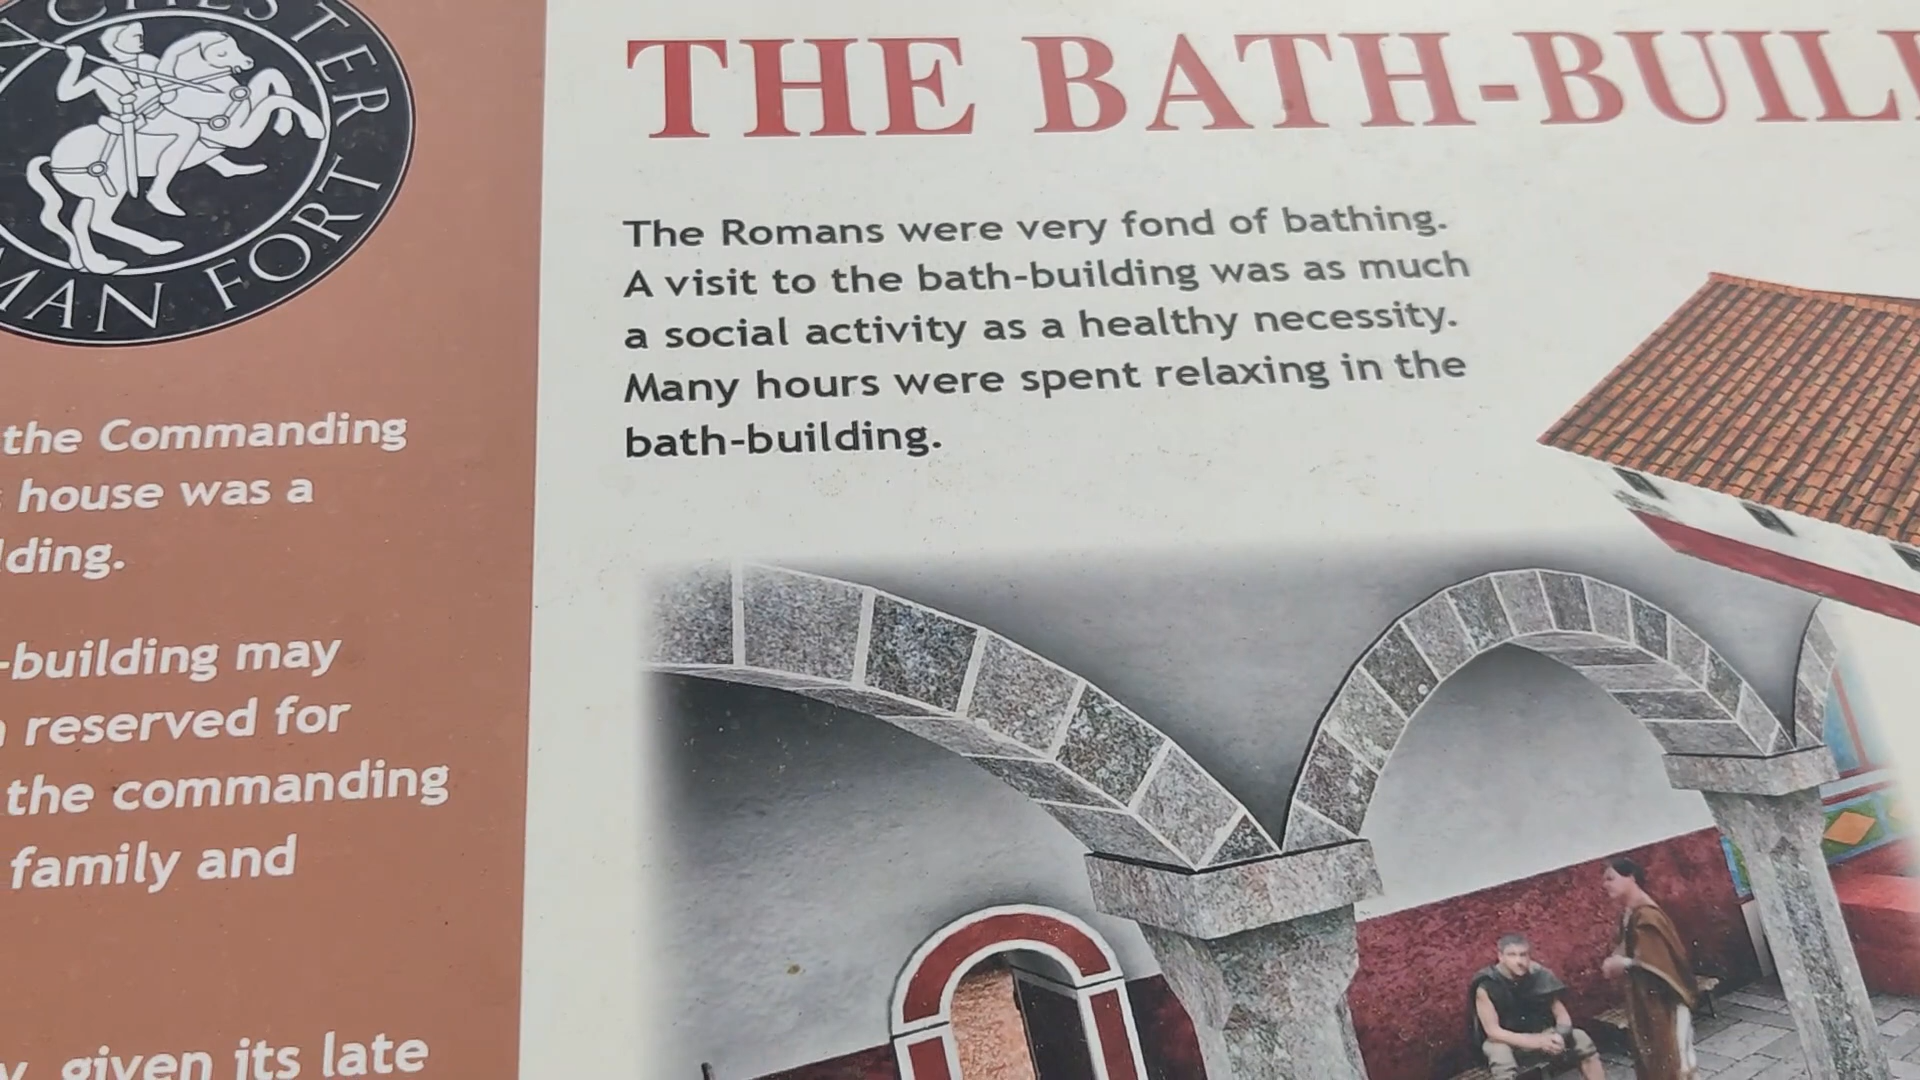 THE BATH-BUIL
The Romans were very fond of bathing.
A visit to the bath-building was as much
a social activity as a healthy necessity.
Many hours were spent relaxing in the
bath-building.
CHESTER
MAN FORT
the Commanding
house was a
ding.
-building may
reserved for
the commanding
family and
given its late